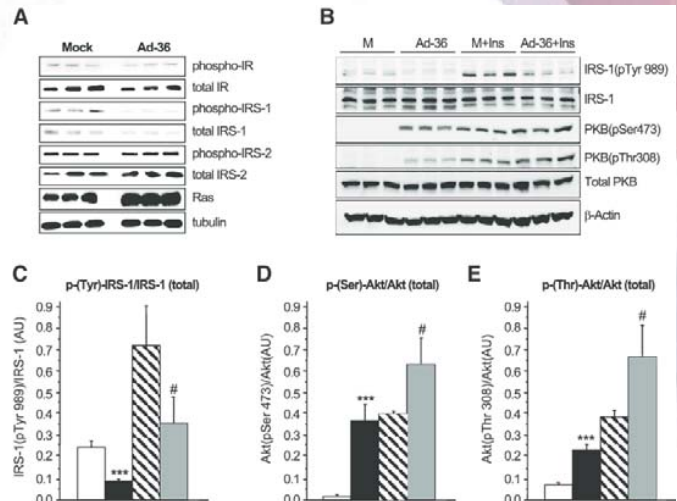 A
B
Mock Ad-36
phospho-IR
total IR
phospho-IRS-1
total IRS-1
phospho-IRS-2
total IRS-2
Ras
tubulin
M Ad-36 M+Ins Ad-36+Ins
IRS-1(pTyr 989)
IRS-1
PKB(pSer473)
PKB(pThr308)
Total PKB
β-Actin
C
p-(Tyr)-IRS-1/IRS-1 (total)
IRS-1(pTyr 989)/IRS-1 (AU)
0.9
0.8
0.7
0.6
0.5
0.4
0.3
0.2
0.1
0.0
***
#
D
p-(Ser)-Akt/Akt (total)
Akt(pSer 473)/Akt(AU)
0.9
0.8
0.7
0.6
0.5
0.4
0.3
0.2
0.1
0.0
***
#
E
p-(Thr)-Akt/Akt (total)
Akt(pThr 308)/Akt(AU)
0.9
0.8
0.7
0.6
0.5
0.4
0.3
0.2
0.1
0.0
***
#